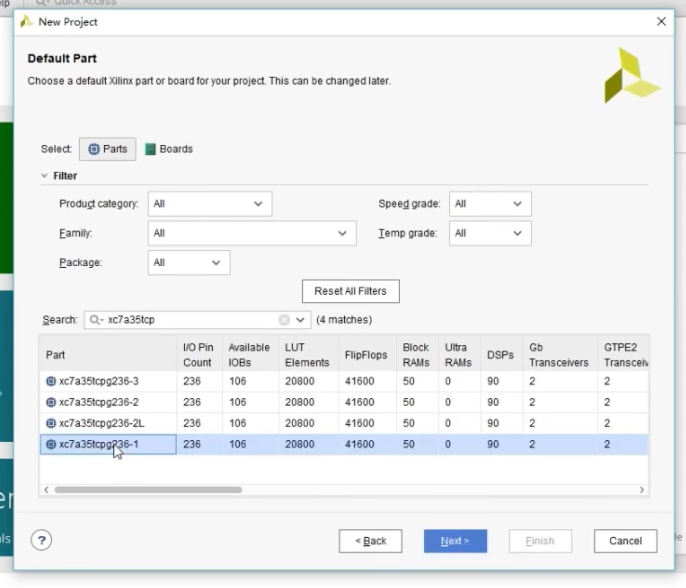 Quick Access
New Project
Default Part
Choose a default Xilinx part or board for your project. This can be changed later.
Select: Parts Boards
Filter
Product category: All Speed grade: All
Family: All Temp grade: All
Package: All
Reset All Filters
Search: xc7a35tcp (4 matches)
Part I/O Pin Count Available IOBs LUT Elements FlipFlops Block RAMs Ultra RAMs DSPs Gb Transceivers GTPE2
xc7a35tcpg236-3 236 106 20800 41600 50 0 90 2 2
xc7a35tcpg236-2 236 106 20800 41600 50 0 90 2 2
xc7a35tcpg236-2L 236 106 20800 41600 50 0 90 2 2
xc7a35tcpg236-1 236 106 20800 41600 50 0 90 2 2
? < Back Next > Finish Cancel